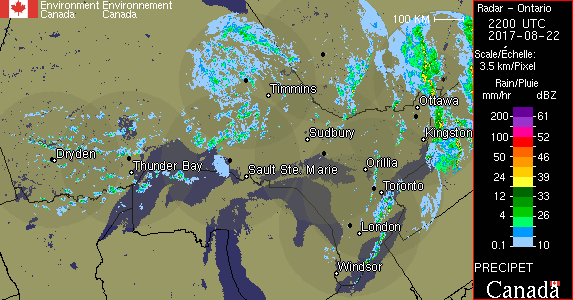 Environment Environnement
Canada Canada
100 KM
Timmins
Ottawa
Sudbury
Kingston
Dryden
Thunder Bay
Sault Ste. Marie
Orillia
Toronto
London
Windsor
Radar - Ontario
2200 UTC
2017-08-22
Scale/Échelle:
3.5 km/Pixel
Rain/Pluie
mm/hr dBZ
200 61
100 52
50 46
24 39
12 33
4 26
0.1 10
PRECIPET
Canada